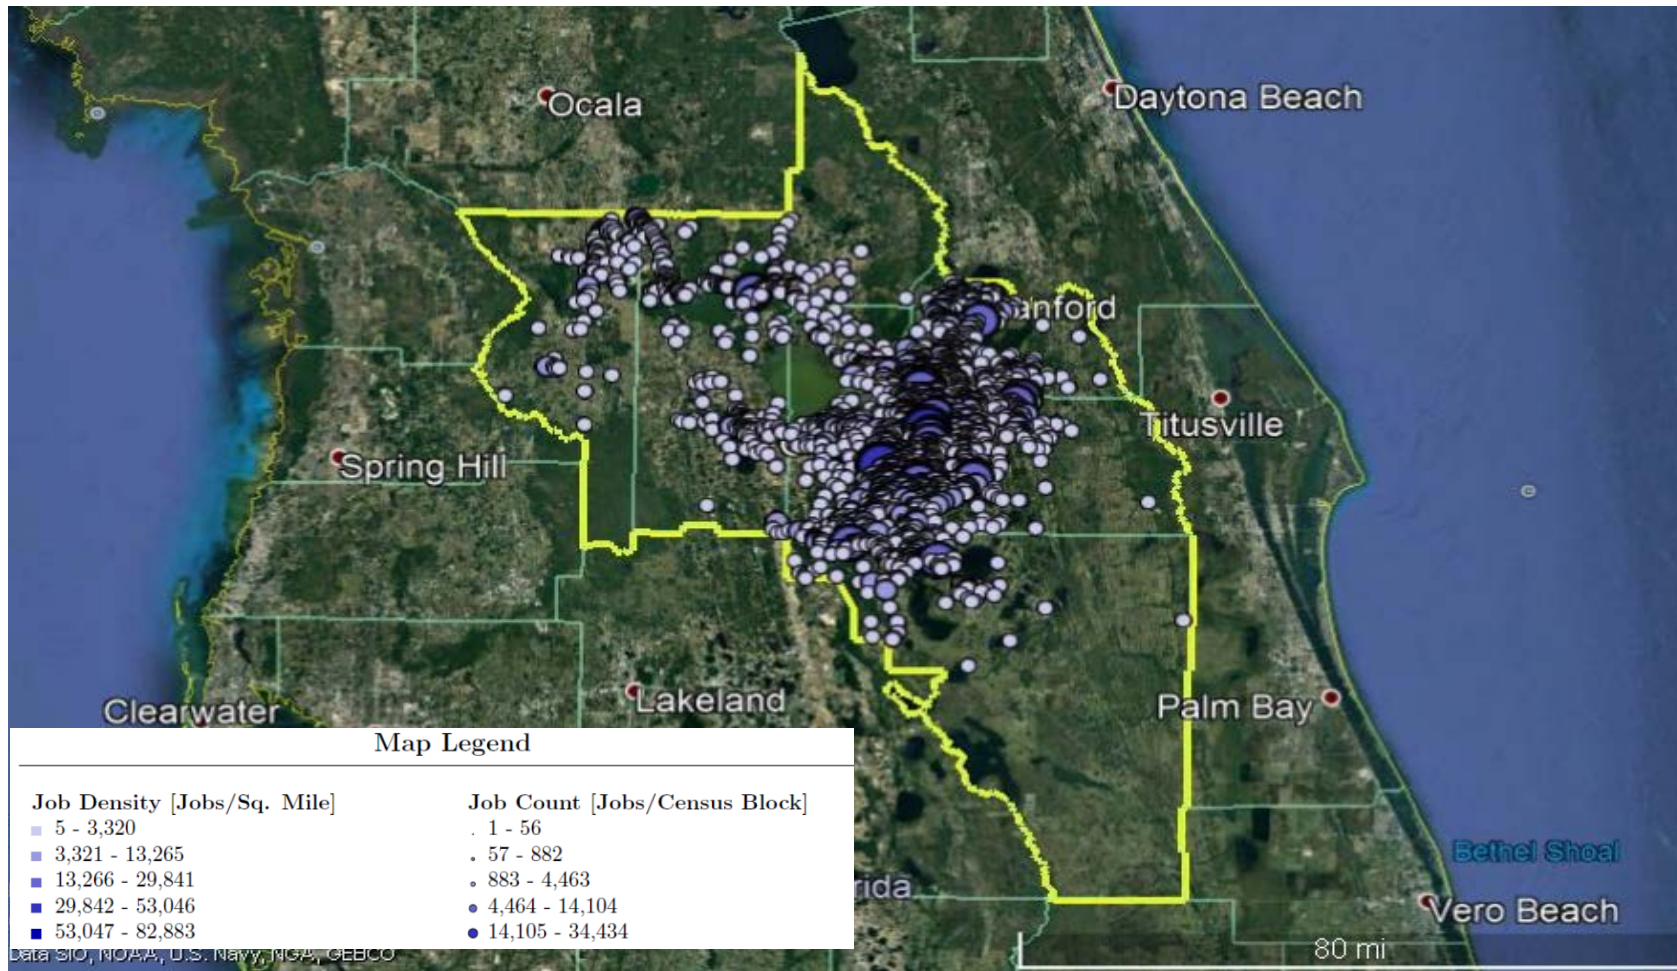 Ocala
Daytona Beach
anford
Titusville
Spring Hill
Lakeland
Palm Bay
Clearwater
Map Legend
Job Density [Jobs/Sq. Mile]
5 - 3,320
3,321 - 13,265
13,266 - 29,841
29,842 - 53,046
53,047 - 82,883
Job Count [Jobs/Census Block]
1 - 56
57 - 882
883 - 4,463
4,464 - 14,104
14,105 - 34,434
Bethel Shoal
rida
Vero Beach
80 mi
Data SIO, NOAA, U.S. Navy, NGA, GEBCO